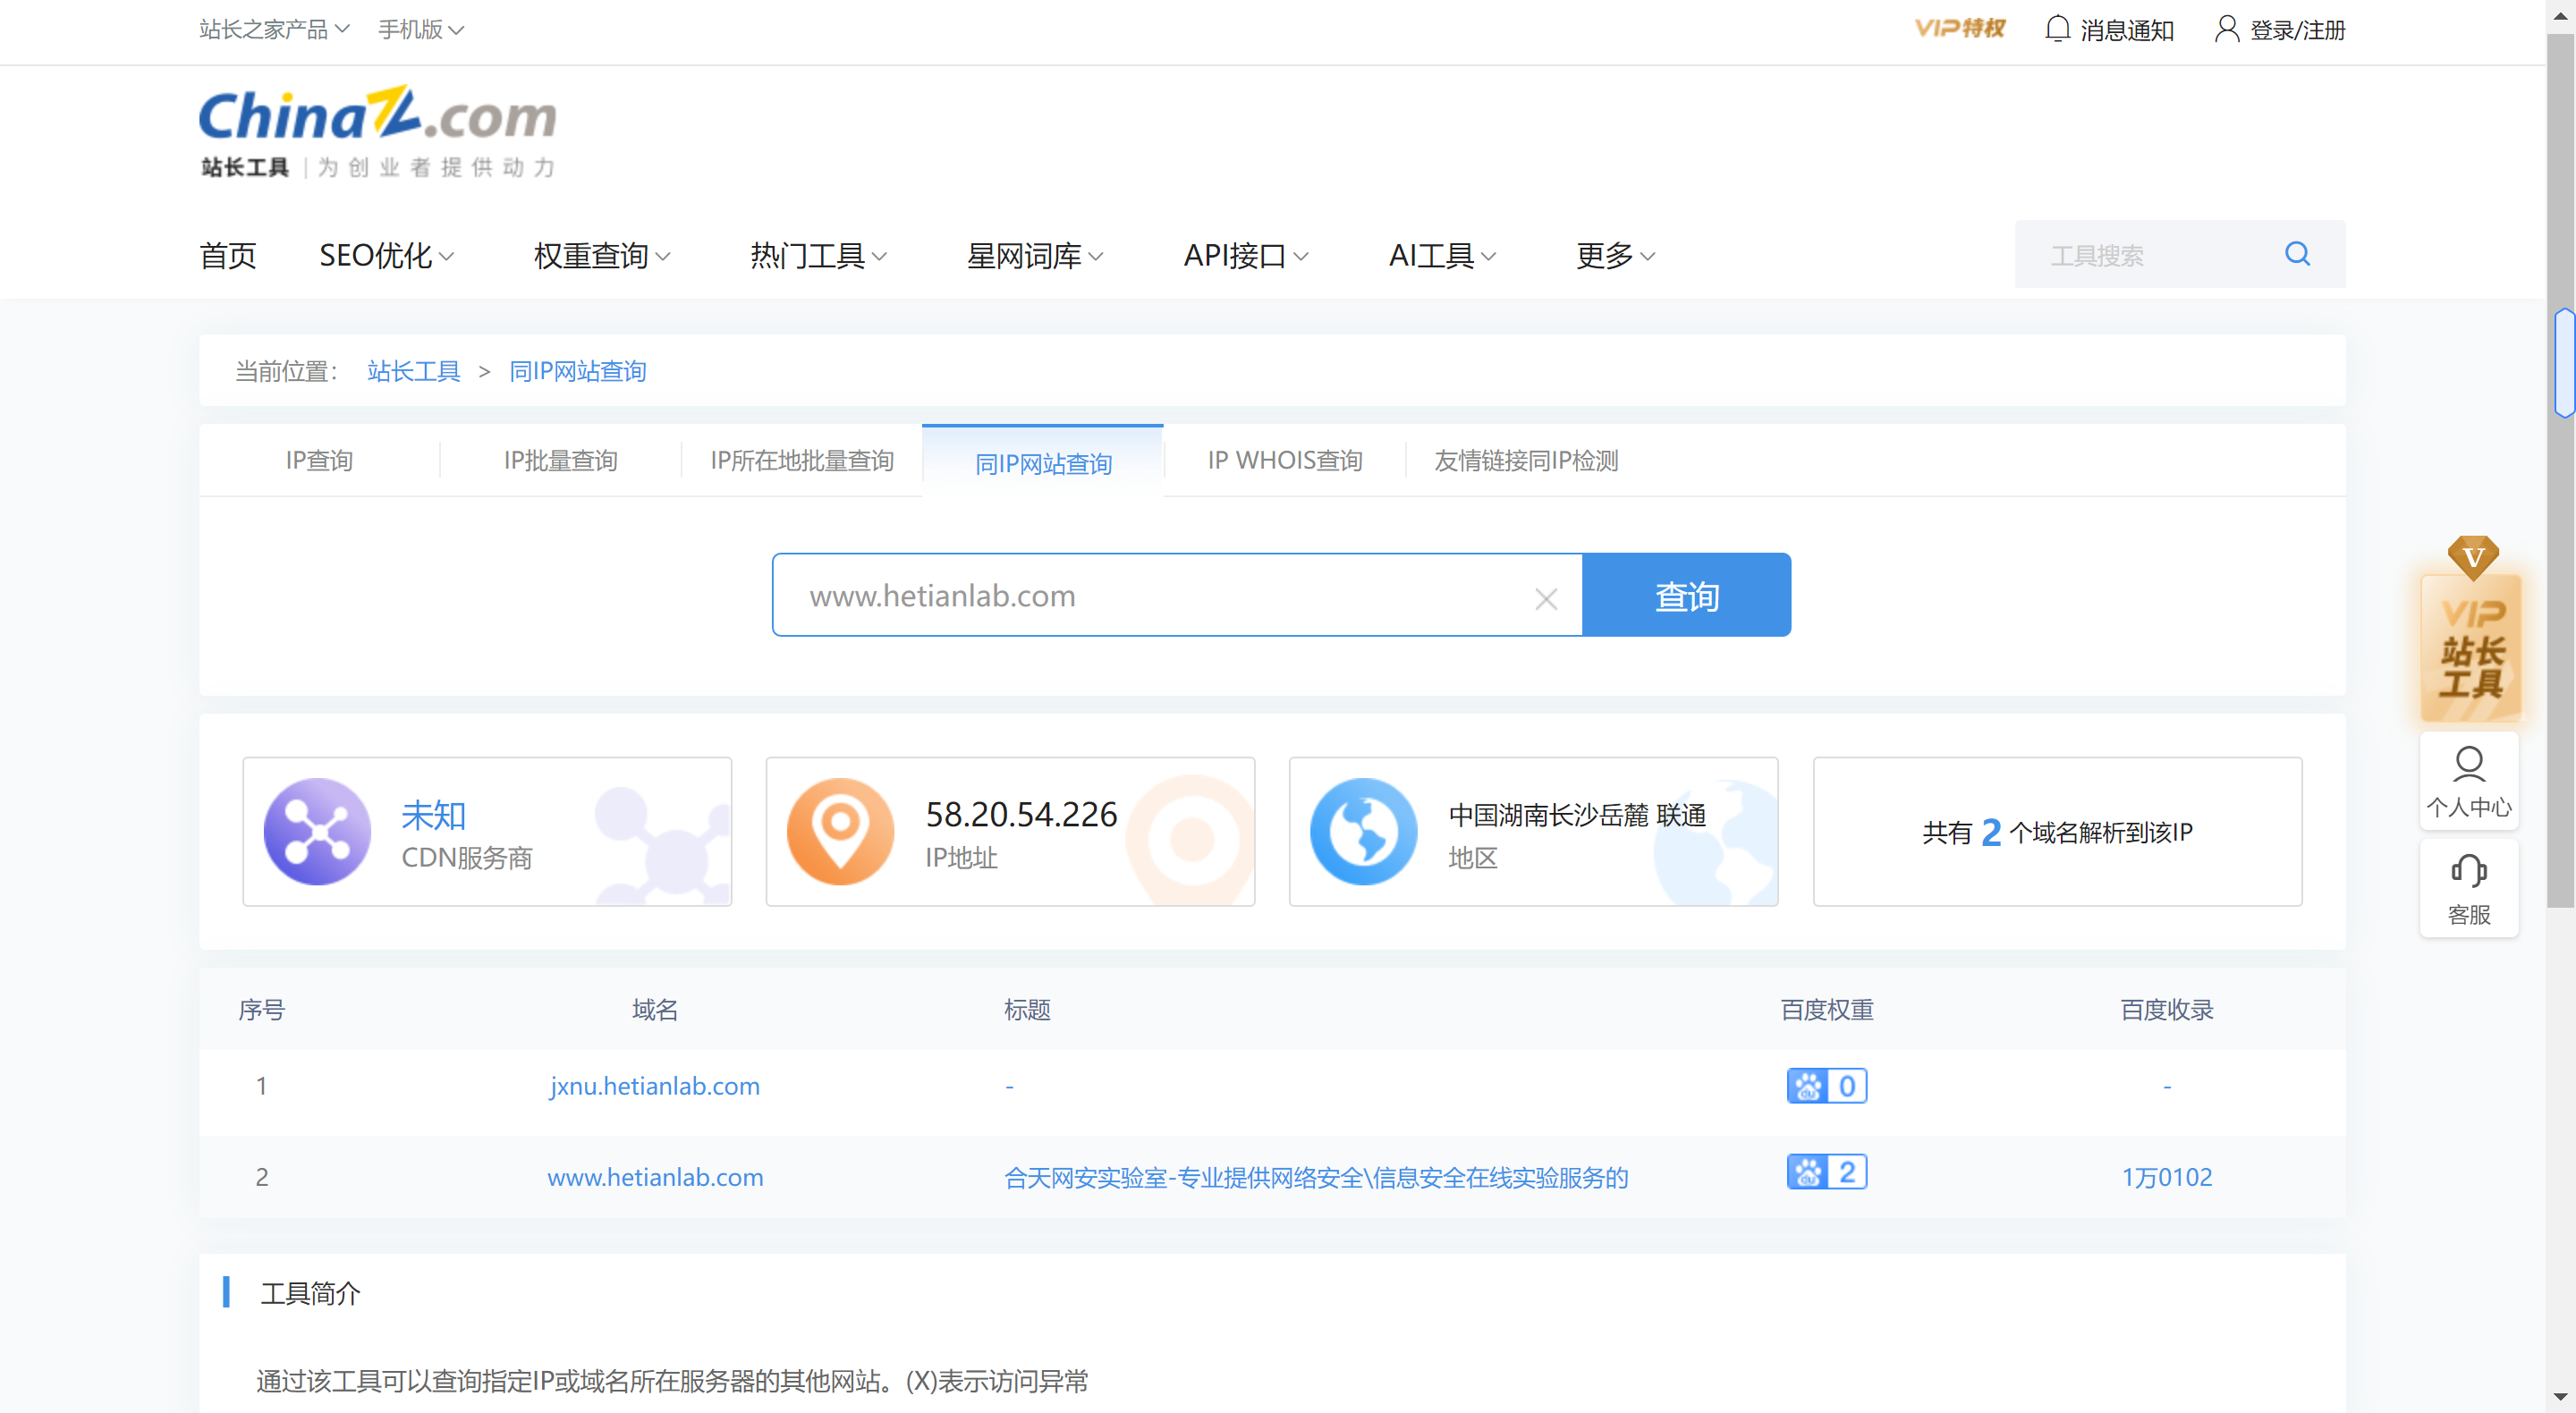 站长之家产品 手机版 VIP特权 消息通知 登录/注册
ChinaZ.com
站长工具 | 为创业者提供动力
首页 SEO优化 权重查询 热门工具 星网词库 API接口 AI工具 更多 工具搜索
当前位置： 站长工具 > 同IP网站查询
IP查询 IP批量查询 IP所在地批量查询 同IP网站查询 IP WHOIS查询 友情链接同IP检测
www.hetianlab.com 查询
V
VIP
站长
工具
未知 58.20.54.226 中国湖南长沙岳麓 联通 共有 2 个域名解析到该IP
CDN服务商 IP地址 地区
个人中心
客服
序号 域名 标题 百度权重 百度收录
1 jxnu.hetianlab.com - du 0 -
2 www.hetianlab.com 合天网安实验室-专业提供网络安全\信息安全在线实验服务的 du 2 1万0102
工具简介
通过该工具可以查询指定IP或域名所在服务器的其他网站。(X)表示访问异常